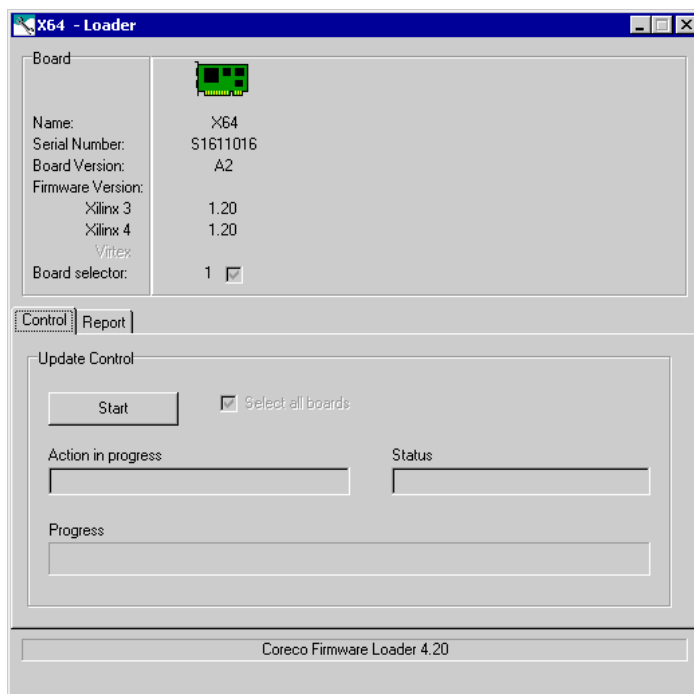 X64 - Loader
Board
Name: X64
Serial Number: S1611016
Board Version: A2
Firmware Version:
Xilinx 3 1.20
Xilinx 4 1.20
Virtex
Board selector: 1
Control Report
Update Control
Start Select all boards
Action in progress Status
Progress
Coreco Firmware Loader 4.20